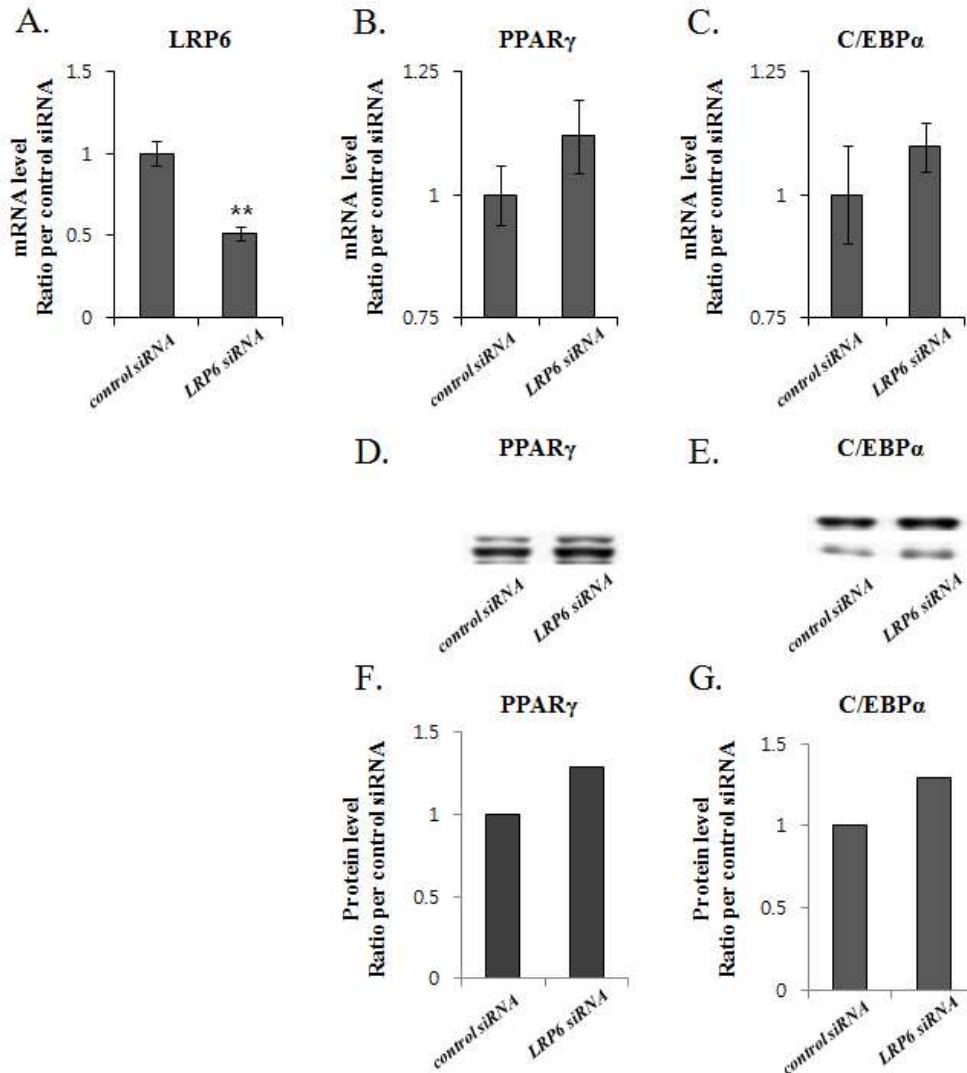 A.
LRP6
mRNA level
Ratio per control siRNA
1.5
1
0.5
0
**
control siRNA
LRP6 siRNA
B.
PPARγ
mRNA level
Ratio per control siRNA
1.25
1
0.75
control siRNA
LRP6 siRNA
C.
C/EBPα
mRNA level
Ratio per control siRNA
1.25
1
0.75
control siRNA
LRP6 siRNA
D.
PPARγ
control siRNA
LRP6 siRNA
E.
C/EBPα
control siRNA
LRP6 siRNA
F.
PPARγ
Protein level
Ratio per control siRNA
1.5
1
0.5
0
control siRNA
LRP6 siRNA
G.
C/EBPα
Protein level
Ratio per control siRNA
1.5
1
0.5
0
control siRNA
LRP6 siRNA